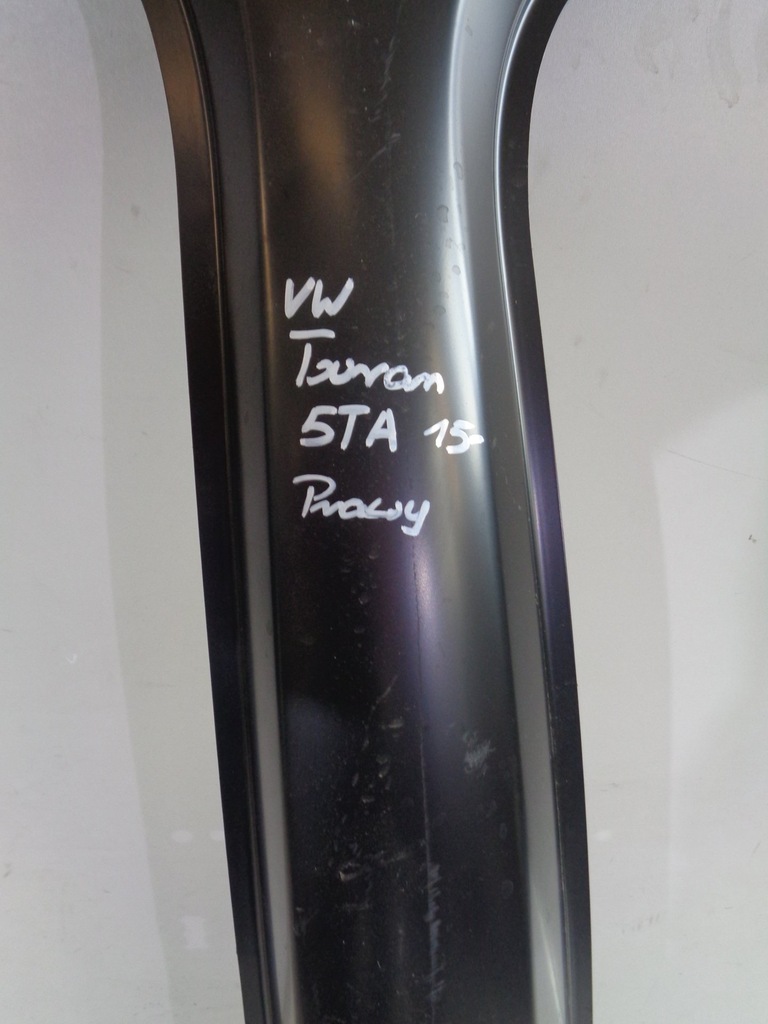 VW
Touran
5TA 15-
Prawy